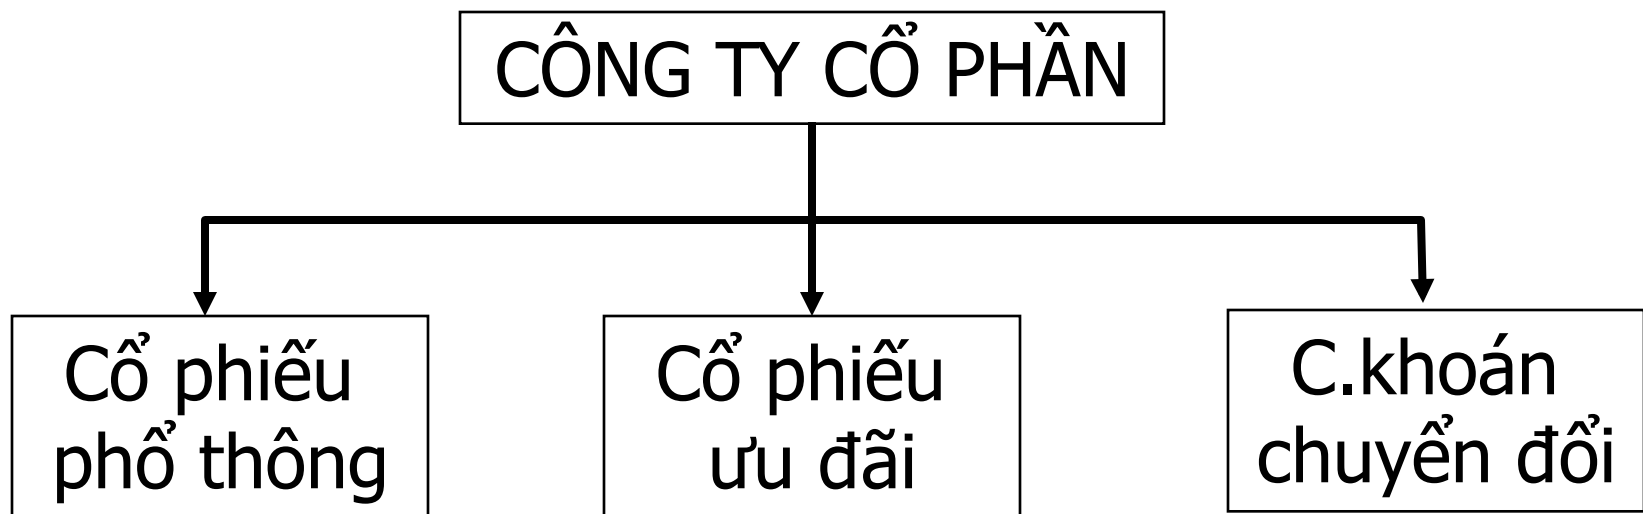 CÔNG TY CỔ PHẦN
Cổ phiếu
phổ thông
Cổ phiếu
ưu đãi
C.khoán
chuyển đổi